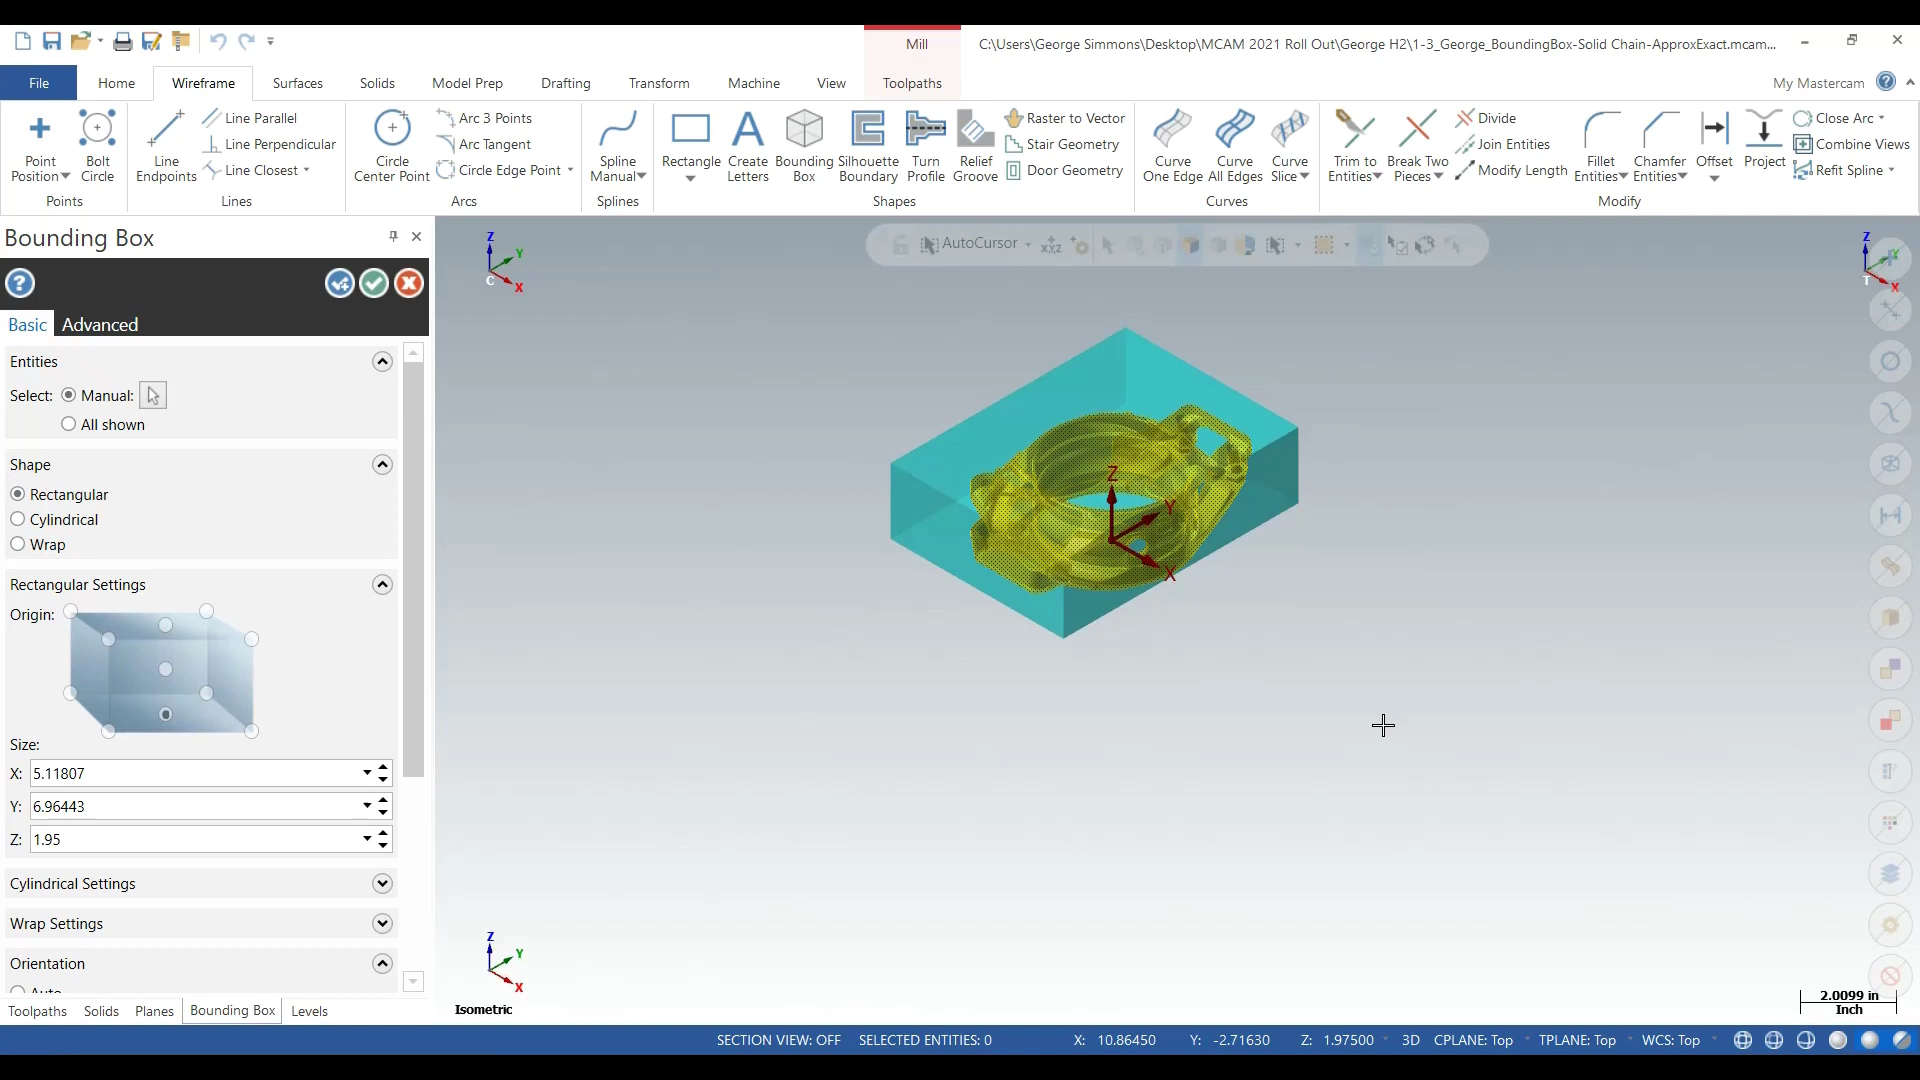 Mill
C:\Users\George Simmons\Desktop\MCAM 2021 Roll Out\George H2\1-3_George_BoundingBox-Solid Chain-ApproxExact.mcam...
File
Home
Wireframe
Surfaces
Solids
Model Prep
Drafting
Transform
Machine
View
Toolpaths
My Mastercam
Point Position
Bolt Circle
Points
Line Endpoints
Line Parallel
Line Perpendicular
Line Closest
Lines
Circle Center Point
Arc 3 Points
Arc Tangent
Circle Edge Point
Arcs
Spline Manual
Splines
Rectangle
Create Letters
Bounding Box
Silhouette Boundary
Turn Profile
Relief Groove
Raster to Vector
Stair Geometry
Door Geometry
Shapes
Curve One Edge
Curve All Edges
Curve Slice
Curves
Trim to Entities
Break Two Pieces
Divide
Join Entities
Modify Length
Fillet Entities
Chamfer Entities
Offset
Project
Close Arc
Combine Views
Refit Spline
Modify
Bounding Box
Basic
Advanced
Entities
Select:
Manual:
All shown
Shape
Rectangular
Cylindrical
Wrap
Rectangular Settings
Origin:
Size:
X: 5.11807
Y: 6.96443
Z: 1.95
Cylindrical Settings
Wrap Settings
Orientation
Auto
Toolpaths
Solids
Planes
Bounding Box
Levels
AutoCursor
Z
Y
X
C
Z
Y
X
T
Z
Y
X
Z
Y
X
Isometric
2.0099 in
Inch
SECTION VIEW: OFF
SELECTED ENTITIES: 0
X: 10.86450
Y: -2.71630
Z: 1.97500
3D
CPLANE: Top
TPLANE: Top
WCS: Top